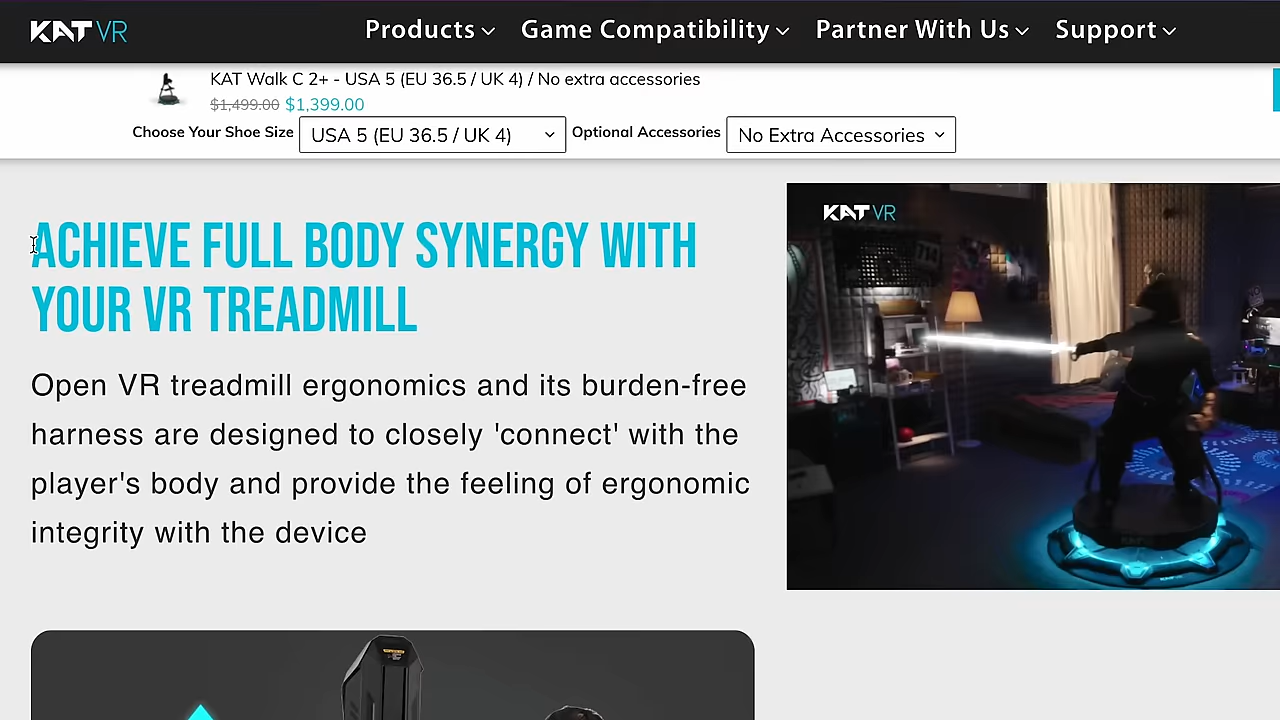 KAT VR
Products
Game Compatibility
Partner With Us
Support
KAT Walk C 2+ - USA 5 (EU 36.5 / UK 4) / No extra accessories
$1,499.00 $1,399.00
Choose Your Shoe Size
USA 5 (EU 36.5 / UK 4)
Optional Accessories
No Extra Accessories
ACHIEVE FULL BODY SYNERGY WITH
YOUR VR TREADMILL
Open VR treadmill ergonomics and its burden-free
harness are designed to closely 'connect' with the
player's body and provide the feeling of ergonomic
integrity with the device
KAT VR